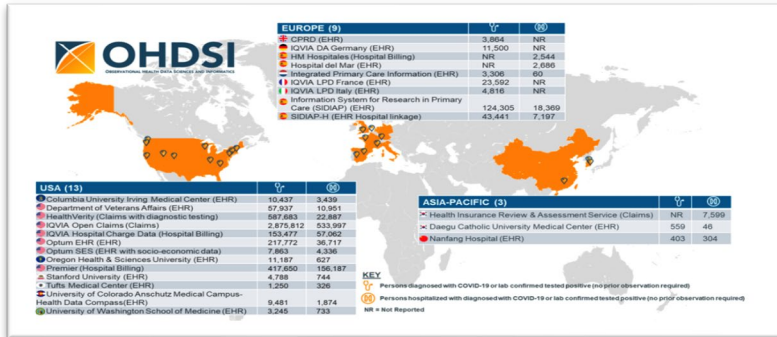 OHDSI
OBSERVATIONAL HEALTH DATA SCIENCES AND INFORMATICS
EUROPE (9)
CPRD (EHR) 3,864 NR
IQVIA DA Germany (EHR) 11,500 NR
HM Hospitales (Hospital Billing) NR 2,544
Hospital del Mar (EHR) NR 2,686
Integrated Primary Care Information (EHR) 3,306 60
IQVIA LPD France (EHR) 23,592 NR
IQVIA LPD Italy (EHR) 4,816 NR
Information System for Research in Primary
Care (SIDIAP) (EHR) 124,305 18,369
SIDIAP-H (EHR Hospital linkage) 43,441 7,197
USA (13)
Columbia University Irving Medical Center (EHR) 10,437 3,439
Department of Veterans Affairs (EHR) 57,937 10,951
HealthVerity (Claims with diagnostic testing) 587,683 22,887
IQVIA Open Claims (Claims) 2,875,812 533,997
IQVIA Hospital Charge Data (Hospital Billing) 153,477 57,062
Optum EHR (EHR) 217,772 36,717
Optum SES (EHR with socio-economic data) 7,863 4,336
Oregon Health & Sciences University (EHR) 11,187 627
Premier (Hospital Billing) 417,650 156,187
Stanford University (EHR) 4,788 744
Tufts Medical Center (EHR) 1,250 326
University of Colorado Anschutz Medical Campus-
Health Data Compass(EHR) 9,481 1,874
University of Washington School of Medicine (EHR) 3,245 733
ASIA-PACIFIC (3)
Health Insurance Review & Assessment Service (Claims) NR 7,599
Daegu Catholic University Medical Center (EHR) 559 46
Nanfang Hospital (EHR) 403 304
KEY
Persons diagnosed with COVID-19 or lab confirmed tested positive (no prior observation required)
Persons hospitalized with diagnosed with COVID-19 or lab confirmed tested positive (no prior observation required)
NR = Not Reported